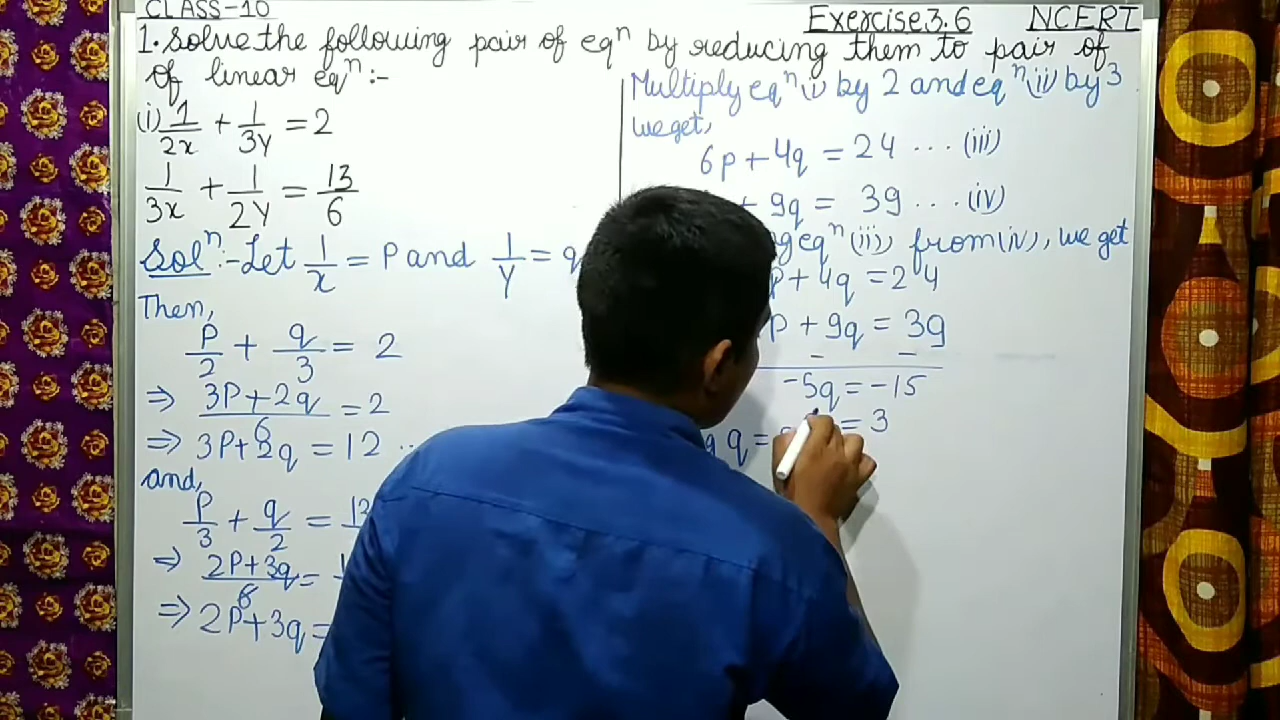 CLASS-10
Exercise.3.6 NCERT
1. Solve the following pair of eqⁿ by reducing them to pair of
of linear eqⁿ:-
(i) 1/2x + 1/3y = 2
1/3x + 1/2y = 13/6
Solⁿ:- Let 1/x = P and 1/y = q
Then,
P/2 + q/3 = 2
⇒ 3P+2q/6 = 2
⇒ 3P+2q = 12 ..
and,
P/3 + q/2 = 13
⇒ 2P+3q/6 =
⇒ 2P+3q =
Multiply eqⁿ (i) by 2 and eqⁿ (ii) by 3
we get,
6p + 4q = 24 ... (iii)
+ 9q = 39 ... (iv)
eqⁿ (iii) from (iv), we get
p + 4q = 24
p + 9q = 39
- -
-5q = -15
= 3
q =